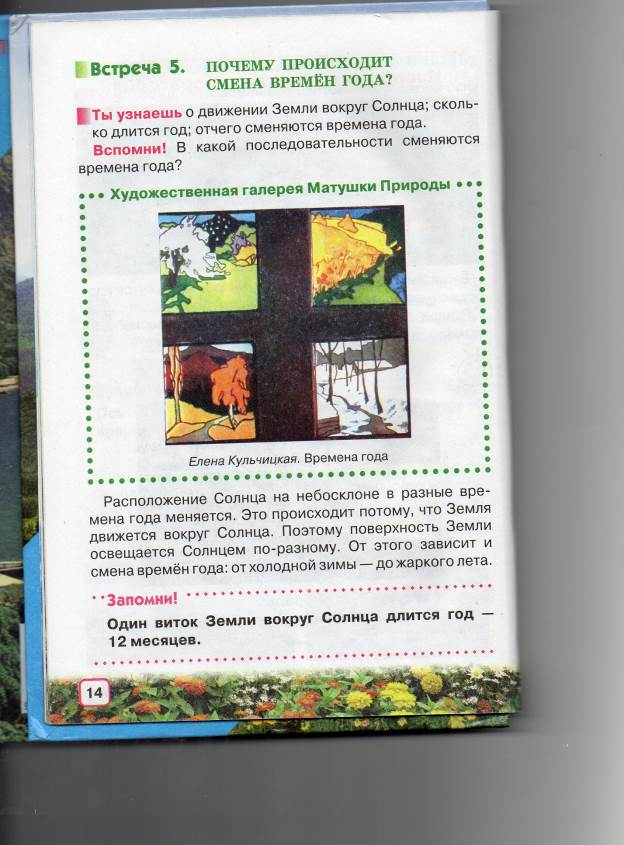 Встреча 5. ПОЧЕМУ ПРОИСХОДИТ
СМЕНА ВРЕМЁН ГОДА?
Ты узнаешь о движении Земли вокруг Солнца; сколь-
ко длится год; отчего сменяются времена года.
Вспомни! В какой последовательности сменяются
времена года?
Художественная галерея Матушки Природы
Елена Кульчицкая. Времена года
Расположение Солнца на небосклоне в разные вре-
мена года меняется. Это происходит потому, что Земля
движется вокруг Солнца. Поэтому поверхность Земли
освещается Солнцем по-разному. От этого зависит и
смена времён года: от холодной зимы — до жаркого лета.
Запомни!
Один виток Земли вокруг Солнца длится год —
12 месяцев.
14